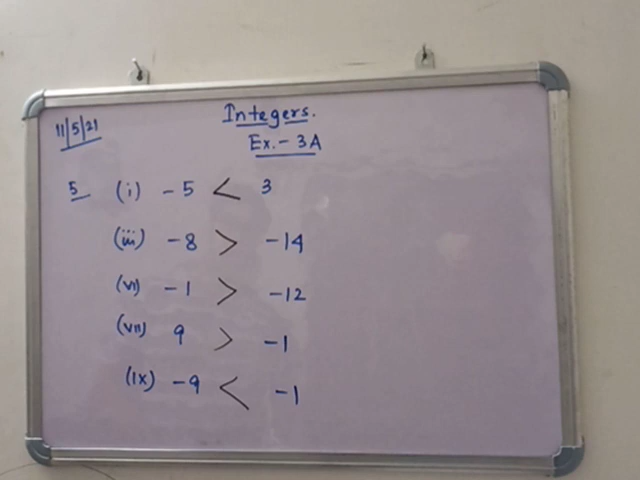 11/5/21
Integers.
Ex.- 3A
5 (i) -5 < 3
(iii) -8 > -14
(vi) -1 > -12
(vii) 9 > -1
(ix) -9 < -1